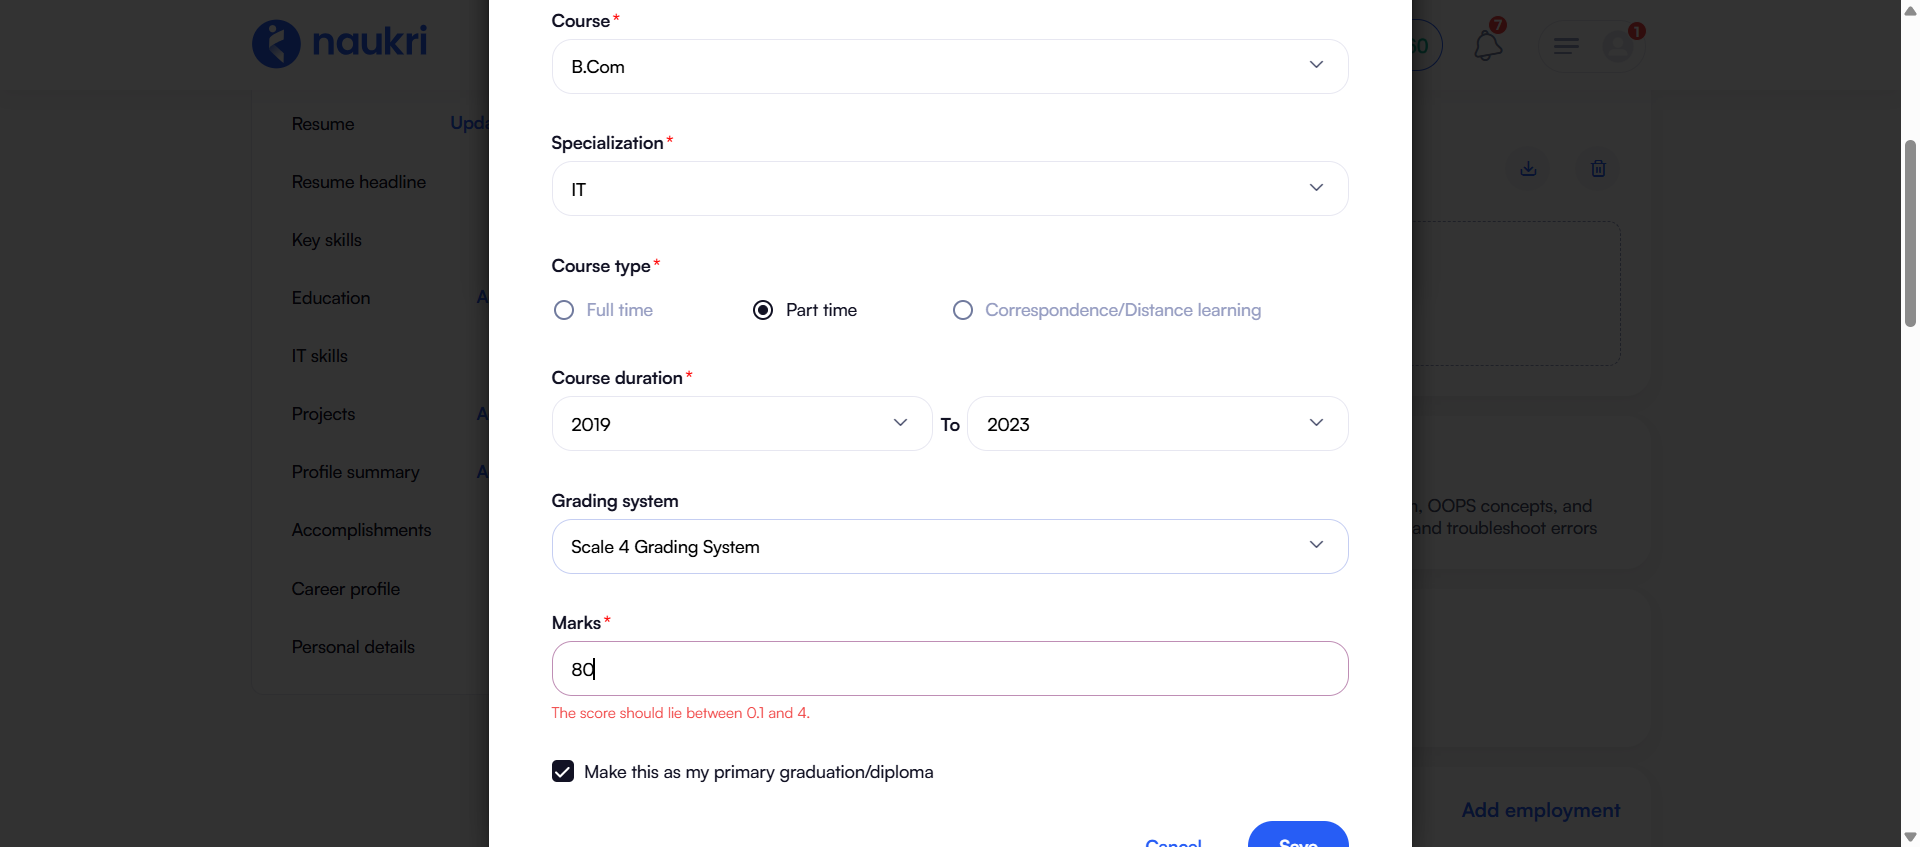 Course*
B.Com
Specialization*
IT
Course type*
Full time
Part time
Correspondence/Distance learning
Course duration*
2019
To
2023
Grading system
Scale 4 Grading System
Marks*
80
The score should lie between 0.1 and 4.
Make this as my primary graduation/diploma
Cancel
Save
naukri
7
1
Resume
Resume headline
Key skills
Education
A
IT skills
Projects
A
Profile summary
A
Accomplishments
Career profile
Personal details
OOPS concepts, and
and troubleshoot errors
Add employment